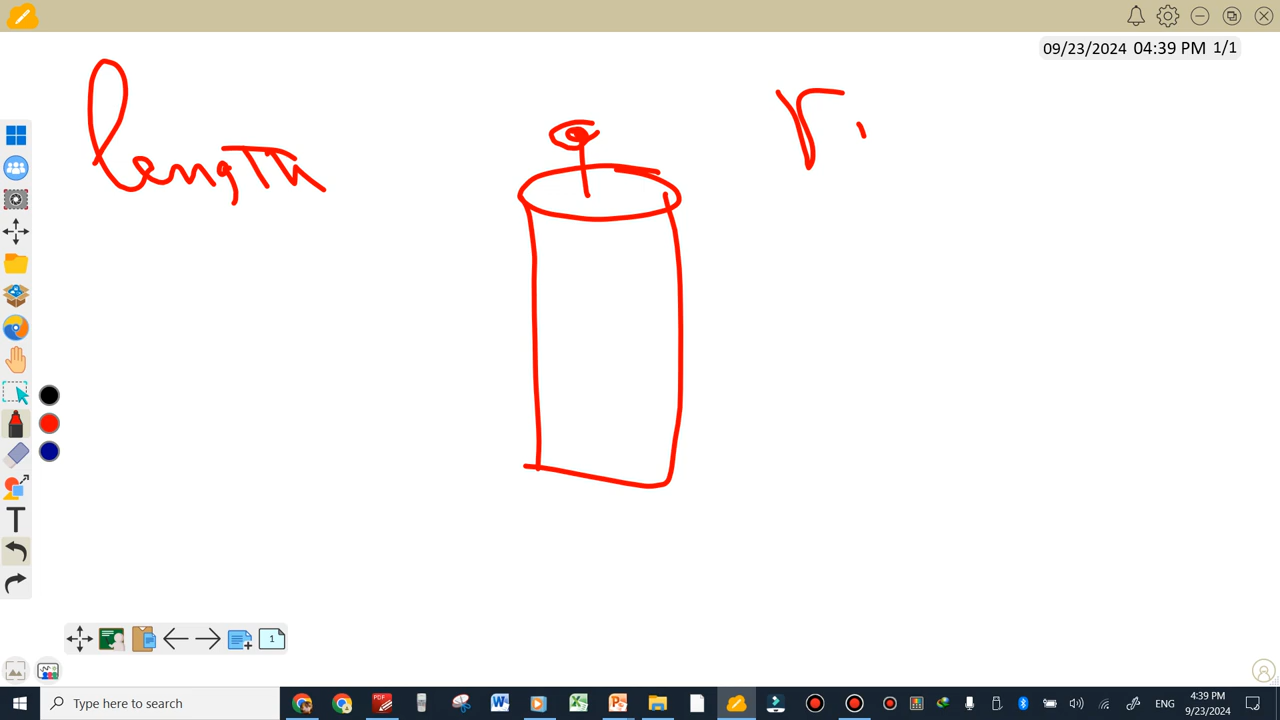 09/23/2024 04:39 PM 1/1
length
r
1
Type here to search
ENG
4:39 PM
9/23/2024